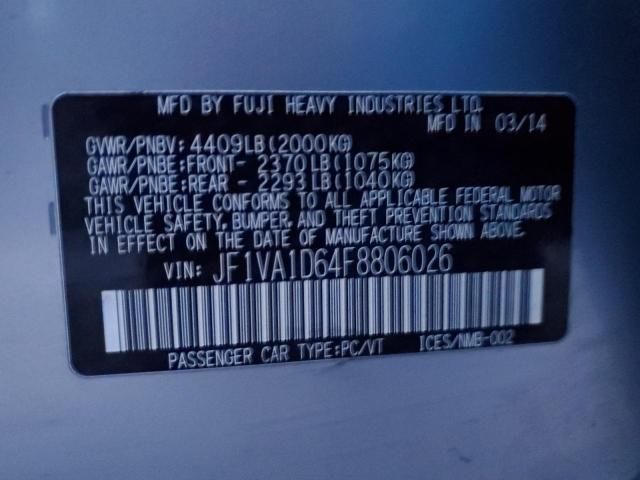 MFD BY FUJI HEAVY INDUSTRIES LTD.
MFD IN 03/14
GVWR/PNBV: 4409LB (2000KG)
GAWR/PNBE:FRONT- 2370LB (1075KG)
GAWR/PNBE:REAR - 2293LB (1040KG)
THIS VEHICLE CONFORMS TO ALL APPLICABLE FEDERAL MOTOR
VEHICLE SAFETY, BUMPER, AND THEFT PREVENTION STANDARDS
IN EFFECT ON THE DATE OF MANUFACTURE SHOWN ABOVE.
VIN: JF1VA1D64F8806026
PASSENGER CAR TYPE:PC/VT ICES/NMB-002